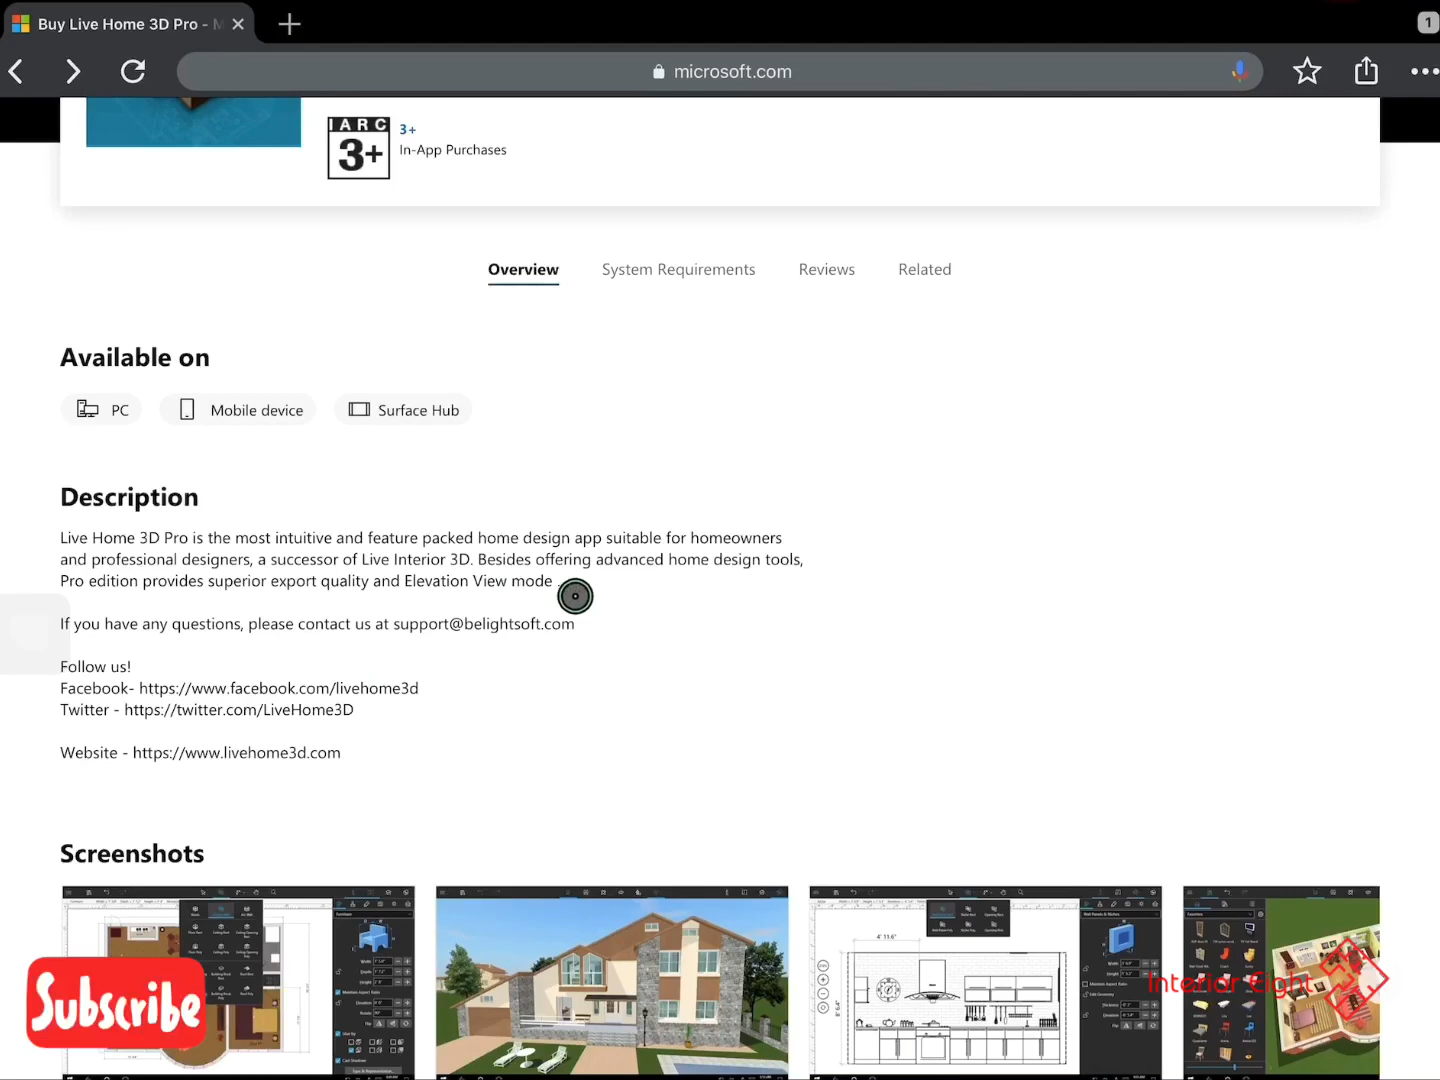 Buy Live Home 3D Pro - M
1
microsoft.com
IARC
3+
3+
In-App Purchases
Overview
System Requirements
Reviews
Related
Available on
PC
Mobile device
Surface Hub
Description
Live Home 3D Pro is the most intuitive and feature packed home design app suitable for homeowners
and professional designers, a successor of Live Interior 3D. Besides offering advanced home design tools,
Pro edition provides superior export quality and Elevation View mode .
If you have any questions, please contact us at support@belightsoft.com
Follow us!
Facebook- https://www.facebook.com/livehome3d
Twitter - https://twitter.com/LiveHome3D
Website - https://www.livehome3d.com
Screenshots
4' 11.6"
Subscribe
Interior Eight